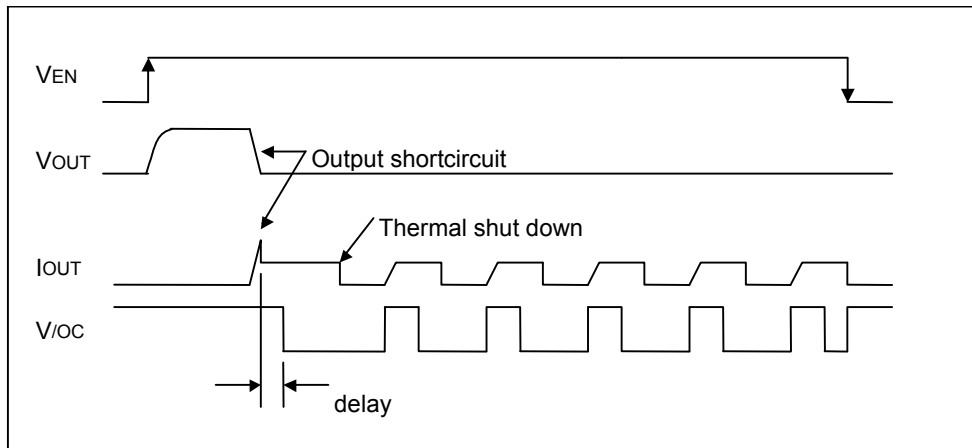 VEN
VOUT
Output shortcircuit
Thermal shut down
IOUT
V/OC
delay